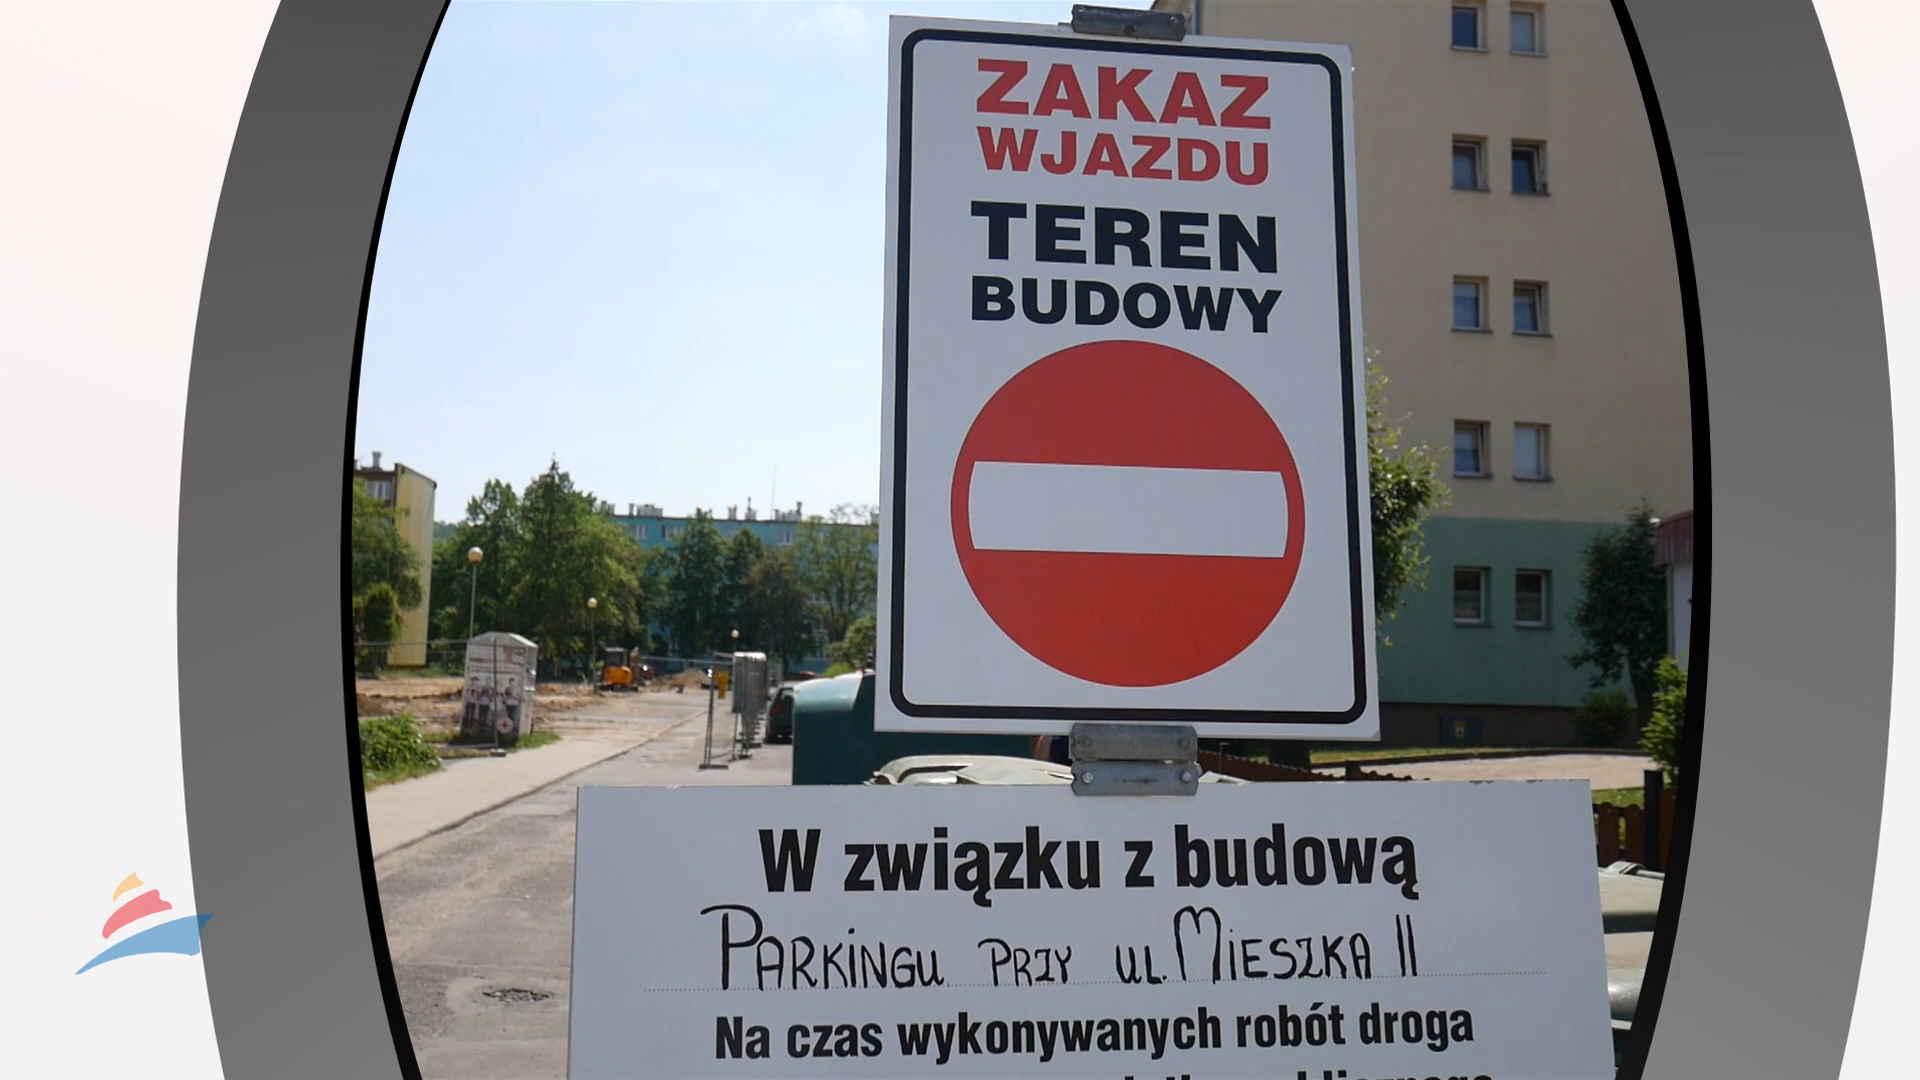 ZAKAZ
WJAZDU
TEREN
BUDOWY
W związku z budową
PARKINGU PRZY UL. MIESZKA II
Na czas wykonywanych robót droga